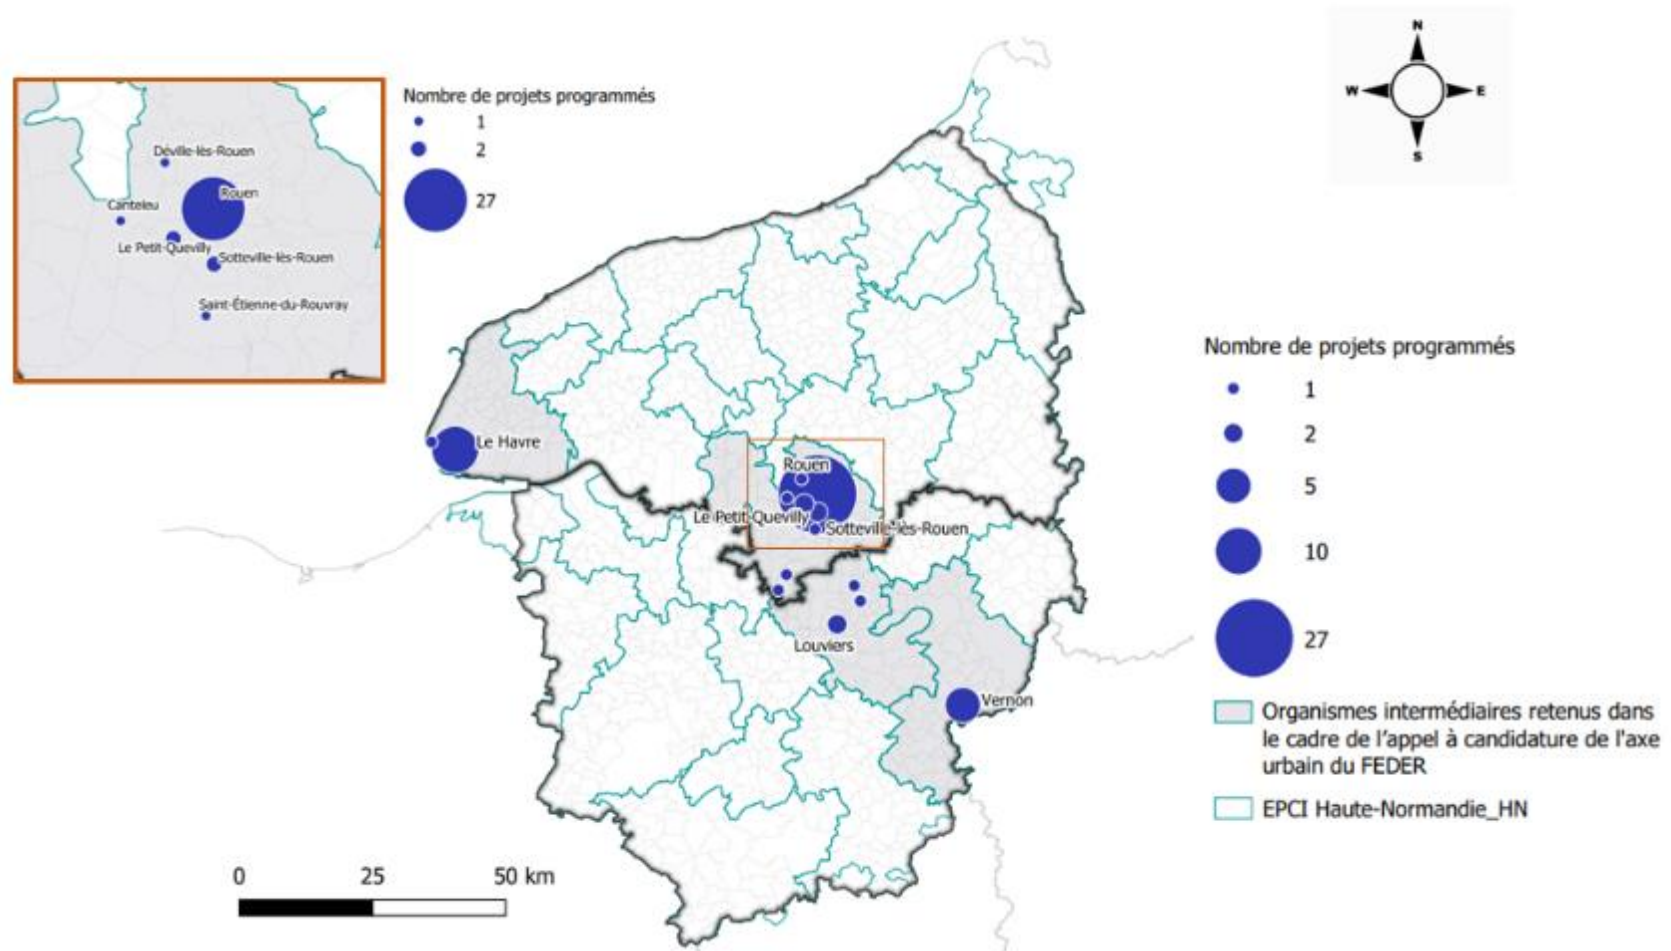 Nombre de projets programmés
1
2
27
Déville-lès-Rouen
Rouen
Canteleu
Le Petit-Quevilly
Sotteville-lès-Rouen
Saint-Étienne-du-Rouvray
N
W
E
S
Le Havre
Rouen
Le Petit-Quevilly
Sotteville-lès-Rouen
Louviers
Vernon
Nombre de projets programmés
1
2
5
10
27
Organismes intermédiaires retenus dans
le cadre de l'appel à candidature de l'axe
urbain du FEDER
EPCI Haute-Normandie_HN
0 25 50 km